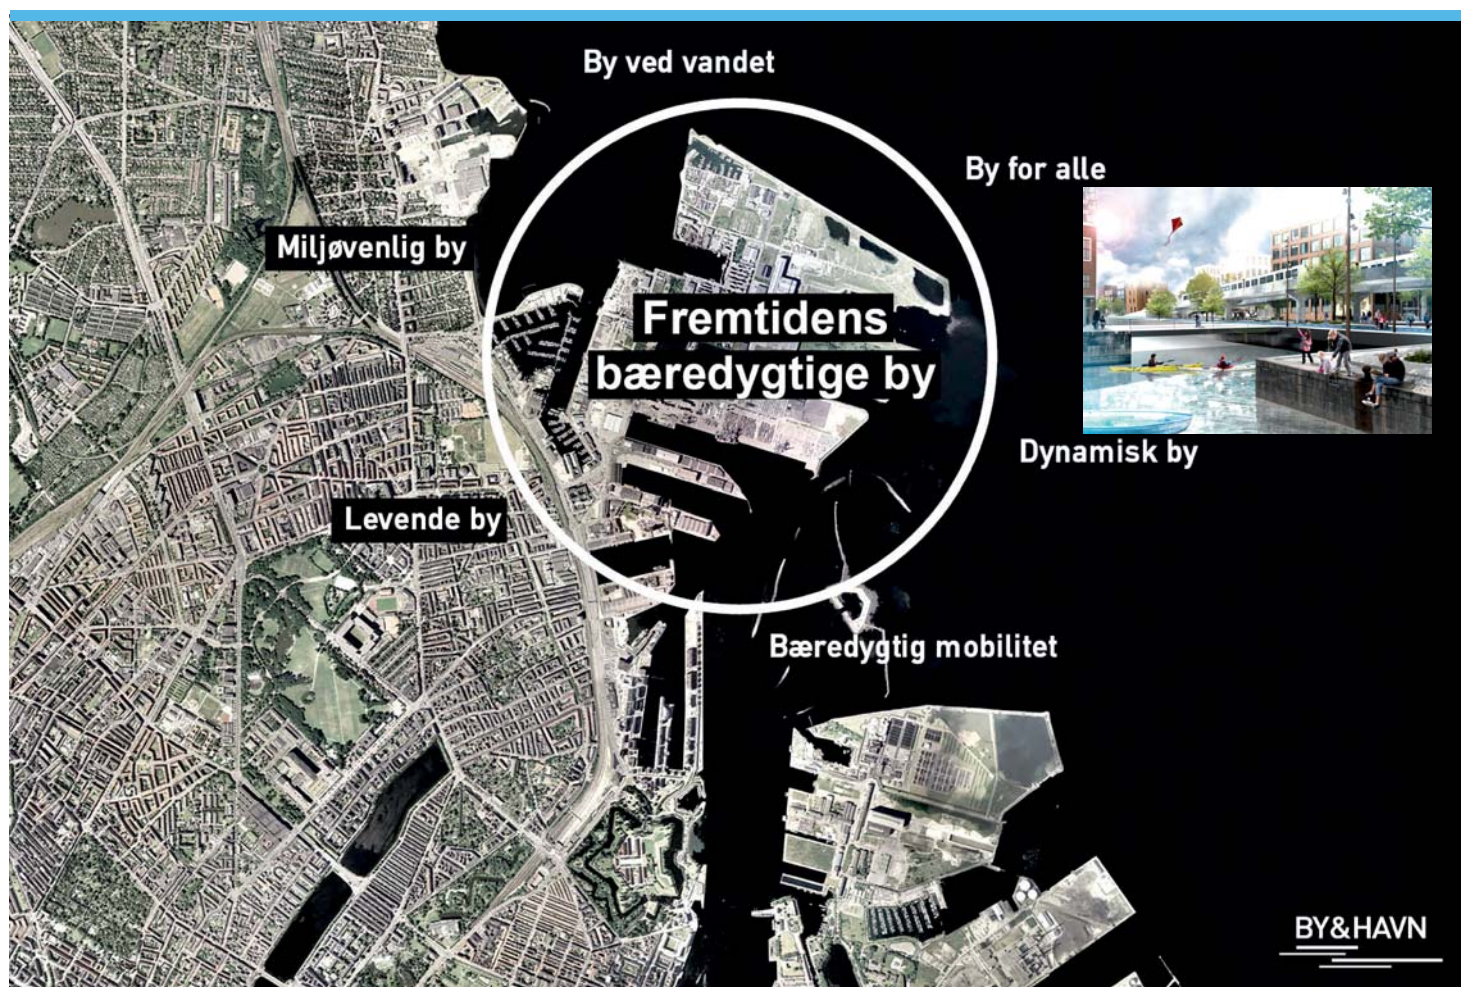 By ved vandet
By for alle
Miljøvenlig by
Fremtidens
bæredygtige by
Dynamisk by
Levende by
Bæredygtig mobilitet
BY&HAVN